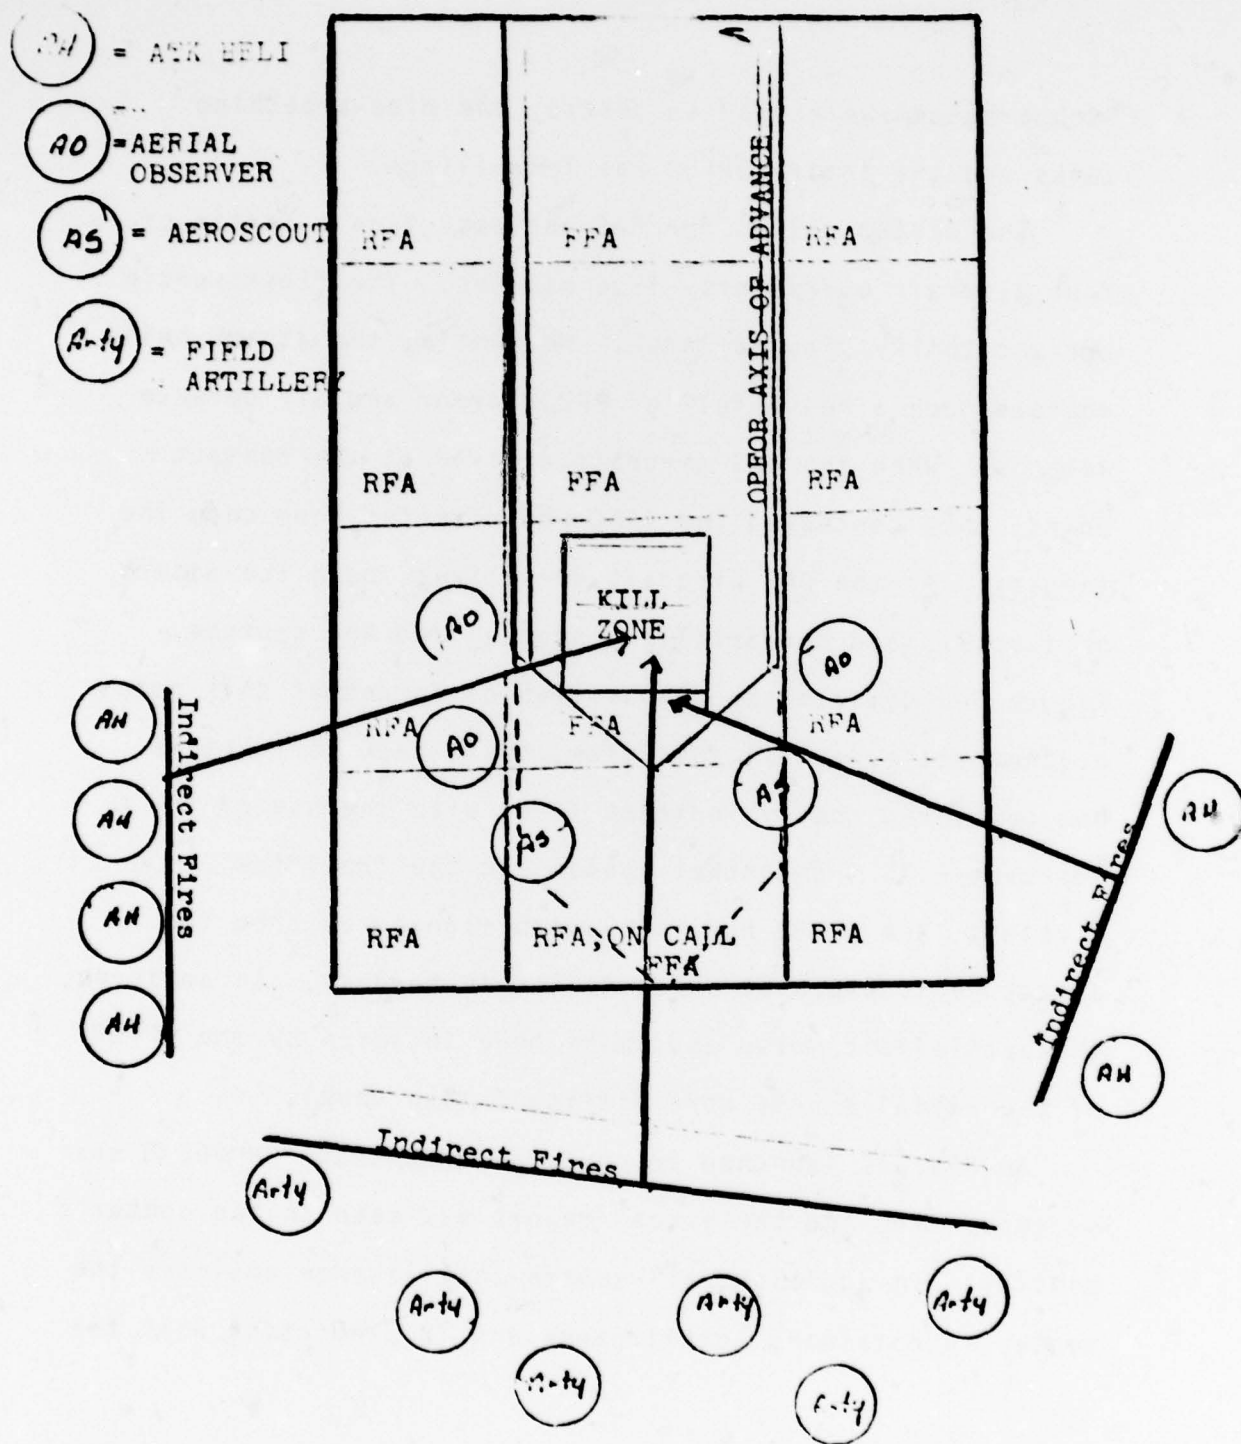 AH = ATK HELI
AO = AERIAL
OBSERVER
AS = AEROSCOUT
Arty = FIELD
ARTILLERY
OPFOR AXIS OF ADVANCE
RFA
FFA
RFA
RFA
FFA
RFA
KILL
ZONE
AO
AO
RFA
AO
FFA
RFA
AS
AS
RFA
RFA, ON CALL
FFA
RFA
AH
AH
AH
AH
Indirect Fires
AH
AH
Indirect Fires
Indirect Fires
Arty
Arty
Arty
Arty
Arty
Arty